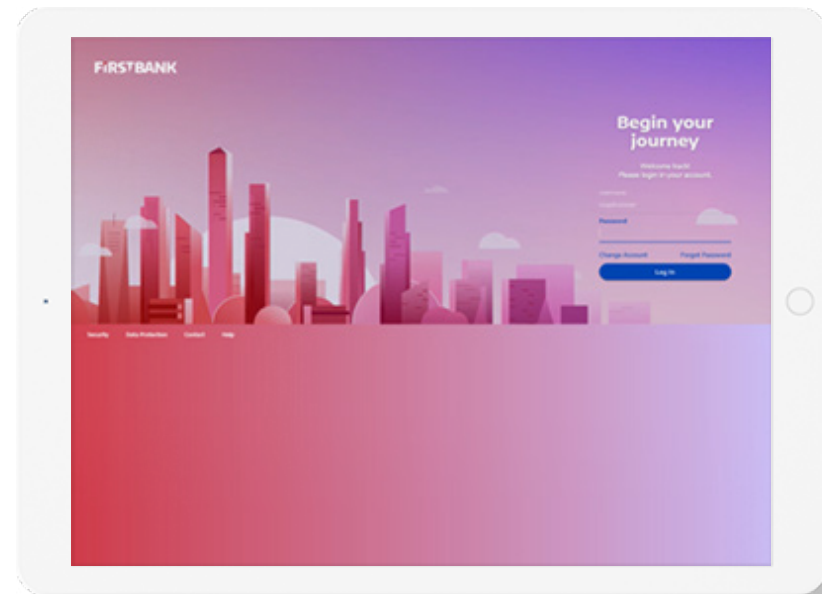 FIRSTBANK
Begin your
journey
Welcome back!
Please login in your account.
Password
Change Account Forgot Password
Log In
Security Data Protection Contact Help